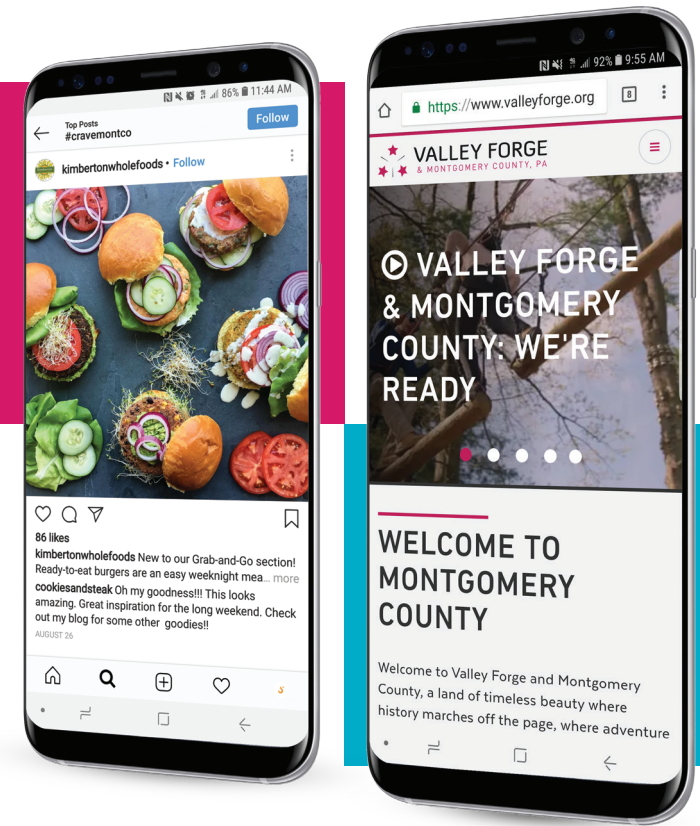 86% 11:44 AM
Top Posts
#cravemontco
Follow
kimbertonwholefoods • Follow
86 likes
kimbertonwholefoods New to our Grab-and-Go section!
Ready-to-eat burgers are an easy weeknight mea... more
cookiesandsteak Oh my goodness!!! This looks
amazing. Great inspiration for the long weekend. Check
out my blog for some other goodies!!
AUGUST 26
92% 9:55 AM
https://www.valleyforge.org
8
VALLEY FORGE
& MONTGOMERY COUNTY, PA
VALLEY FORGE
& MONTGOMERY
COUNTY: WE'RE
READY
WELCOME TO
MONTGOMERY
COUNTY
Welcome to Valley Forge and Montgomery
County, a land of timeless beauty where
history marches off the page, where adventure